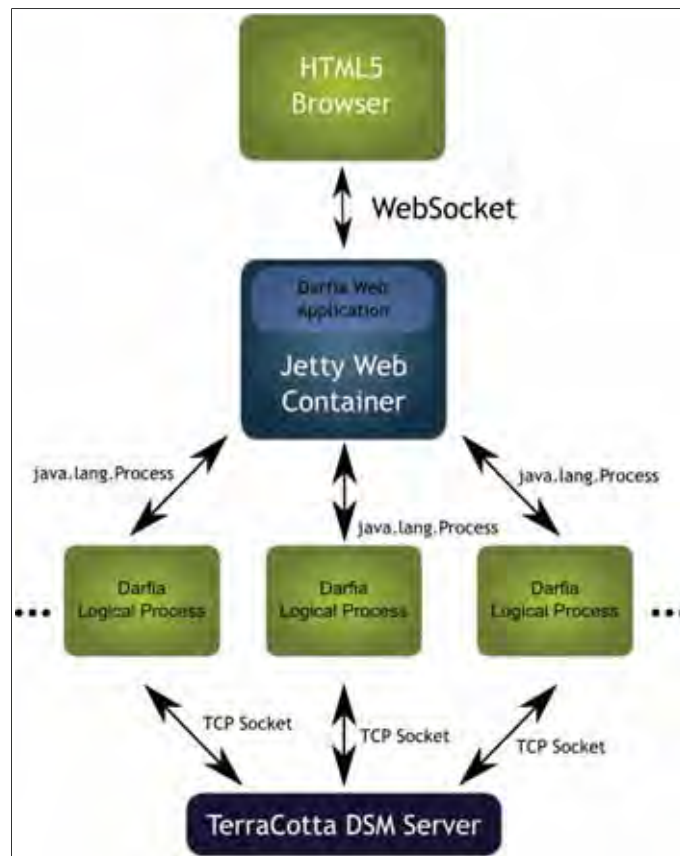 HTML5
Browser
WebSocket
Darfia Web
Application
Jetty Web
Container
java.lang.Process
java.lang.Process
java.lang.Process
Darfia
Logical Process
Darfia
Logical Process
Darfia
Logical Process
TCP Socket
TCP Socket
TCP Socket
TerraCotta DSM Server